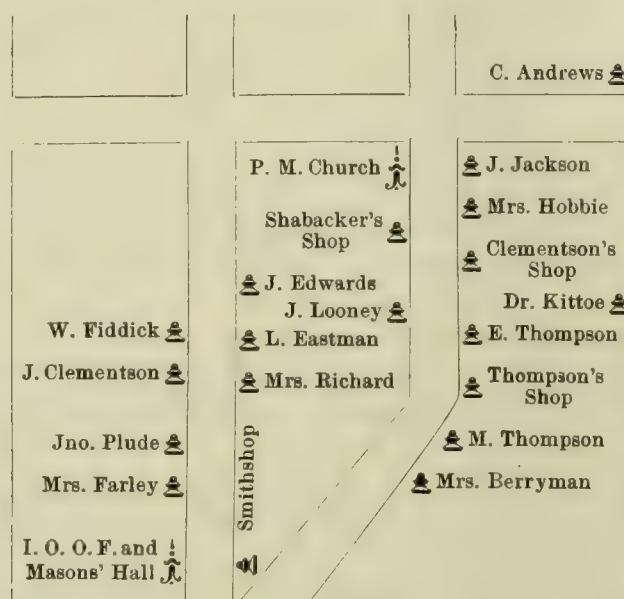 C. Andrews
P. M. Church
J. Jackson
Mrs. Hobbie
Shabacker's
Shop
Clementson's
Shop
J. Edwards
J. Looney
Dr. Kittoe
W. Fiddick
L. Eastman
E. Thompson
J. Clementson
Mrs. Richard
Thompson's
Shop
Jno. Plude
Smithshop
M. Thompson
Mrs. Farley
Mrs. Berryman
I. O. O. F. and
Masons' Hall